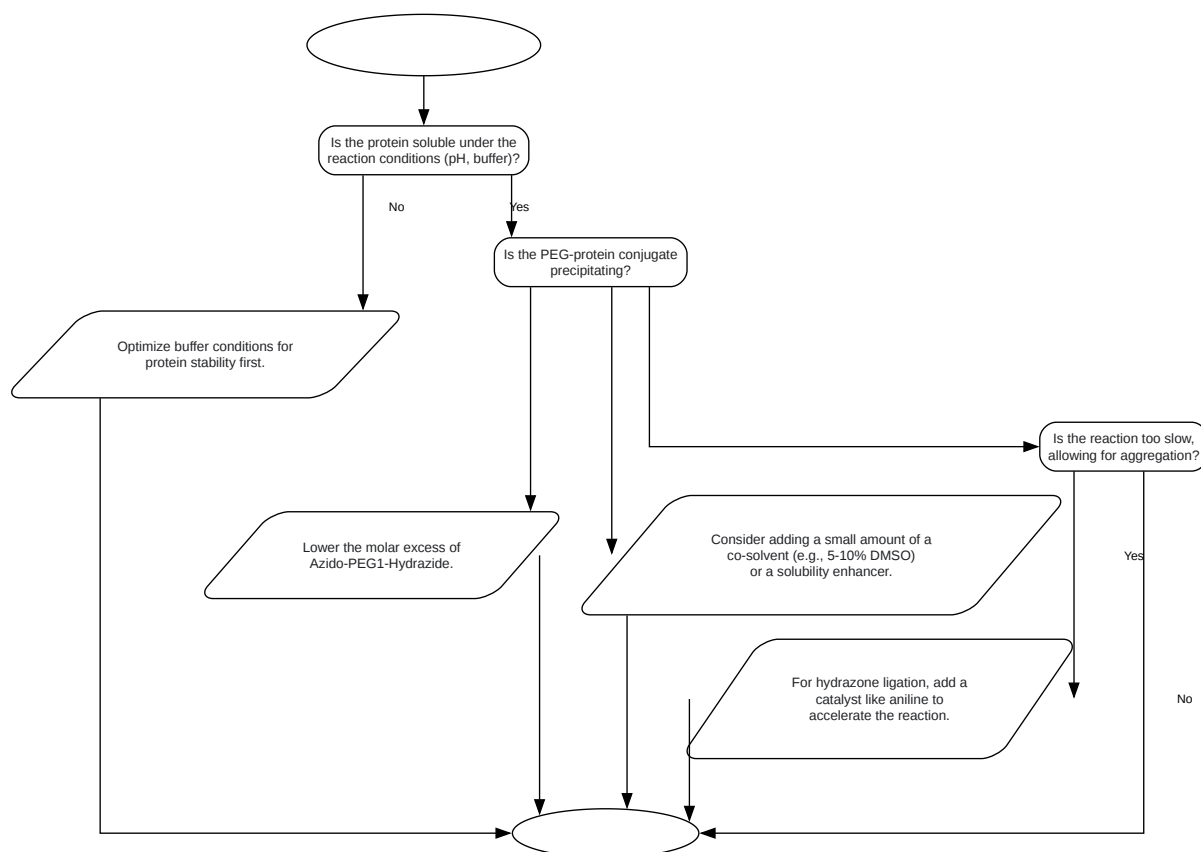 Is the protein soluble under the
reaction conditions (pH, buffer)?
No
Yes
Is the PEG-protein conjugate
precipitating?
Optimize buffer conditions for
protein stability first.
Is the reaction too slow,
allowing for aggregation?
Lower the molar excess of
Azido-PEG1-Hydrazide.
Consider adding a small amount of a
co-solvent (e.g., 5-10% DMSO)
or a solubility enhancer.
Yes
For hydrazone ligation, add a
catalyst like aniline to
accelerate the reaction.
No